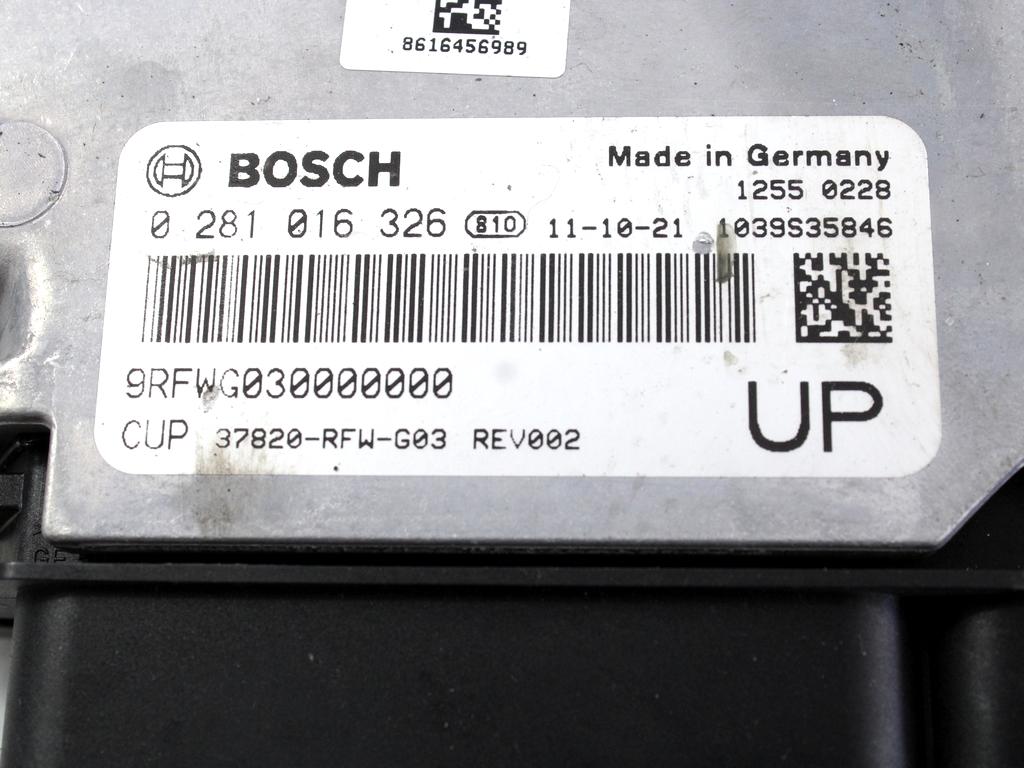 8616456989
BOSCH
Made in Germany
1255 0228
0 281 016 326 810 11-10-21 1039S35846
9RFWG030000000
CUP 37820-RFW-G03 REV002
UP